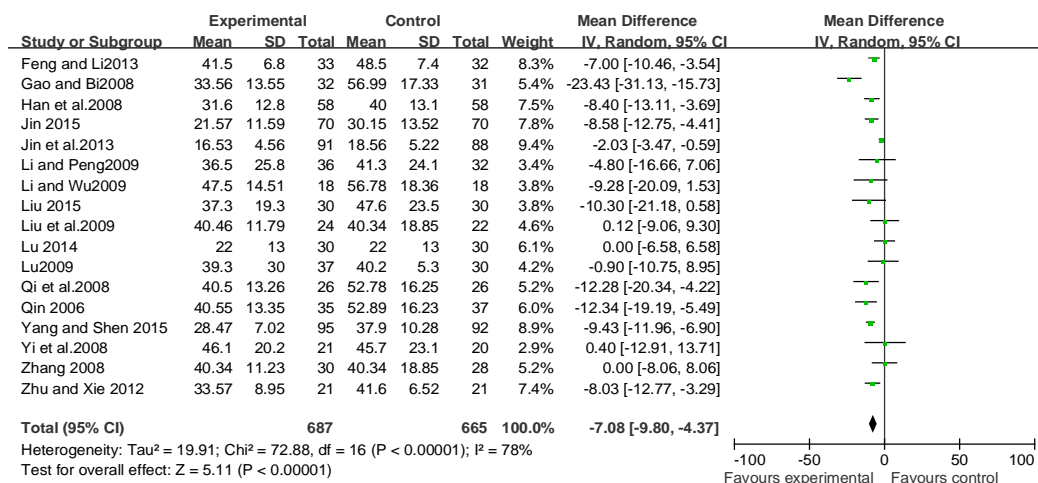 Experimental Control Mean Difference Mean Difference
Study or Subgroup Mean SD Total Mean SD Total Weight IV, Random, 95% CI IV, Random, 95% CI
Feng and Li2013 41.5 6.8 33 48.5 7.4 32 8.3% -7.00 [-10.46, -3.54]
Gao and Bi2008 33.56 13.55 32 56.99 17.33 31 5.4% -23.43 [-31.13, -15.73]
Han et al.2008 31.6 12.8 58 40 13.1 58 7.5% -8.40 [-13.11, -3.69]
Jin 2015 21.57 11.59 70 30.15 13.52 70 7.8% -8.58 [-12.75, -4.41]
Jin et al.2013 16.53 4.56 91 18.56 5.22 88 9.4% -2.03 [-3.47, -0.59]
Li and Peng2009 36.5 25.8 36 41.3 24.1 32 3.4% -4.80 [-16.66, 7.06]
Li and Wu2009 47.5 14.51 18 56.78 18.36 18 3.8% -9.28 [-20.09, 1.53]
Liu 2015 37.3 19.3 30 47.6 23.5 30 3.8% -10.30 [-21.18, 0.58]
Liu et al.2009 40.46 11.79 24 40.34 18.85 22 4.6% 0.12 [-9.06, 9.30]
Lu 2014 22 13 30 22 13 30 6.1% 0.00 [-6.58, 6.58]
Lu2009 39.3 30 37 40.2 5.3 30 4.2% -0.90 [-10.75, 8.95]
Qi et al.2008 40.5 13.26 26 52.78 16.25 26 5.2% -12.28 [-20.34, -4.22]
Qin 2006 40.55 13.35 35 52.89 16.23 37 6.0% -12.34 [-19.19, -5.49]
Yang and Shen 2015 28.47 7.02 95 37.9 10.28 92 8.9% -9.43 [-11.96, -6.90]
Yi et al.2008 46.1 20.2 21 45.7 23.1 20 2.9% 0.40 [-12.91, 13.71]
Zhang 2008 40.34 11.23 30 40.34 18.85 28 5.2% 0.00 [-8.06, 8.06]
Zhu and Xie 2012 33.57 8.95 21 41.6 6.52 21 7.4% -8.03 [-12.77, -3.29]
Total (95% CI) 687 665 100.0% -7.08 [-9.80, -4.37]
Heterogeneity: Tau² = 19.91; Chi² = 72.88, df = 16 (P < 0.00001); I² = 78%
Test for overall effect: Z = 5.11 (P < 0.00001)
-100 -50 0 50 100
Favours experimental Favours control